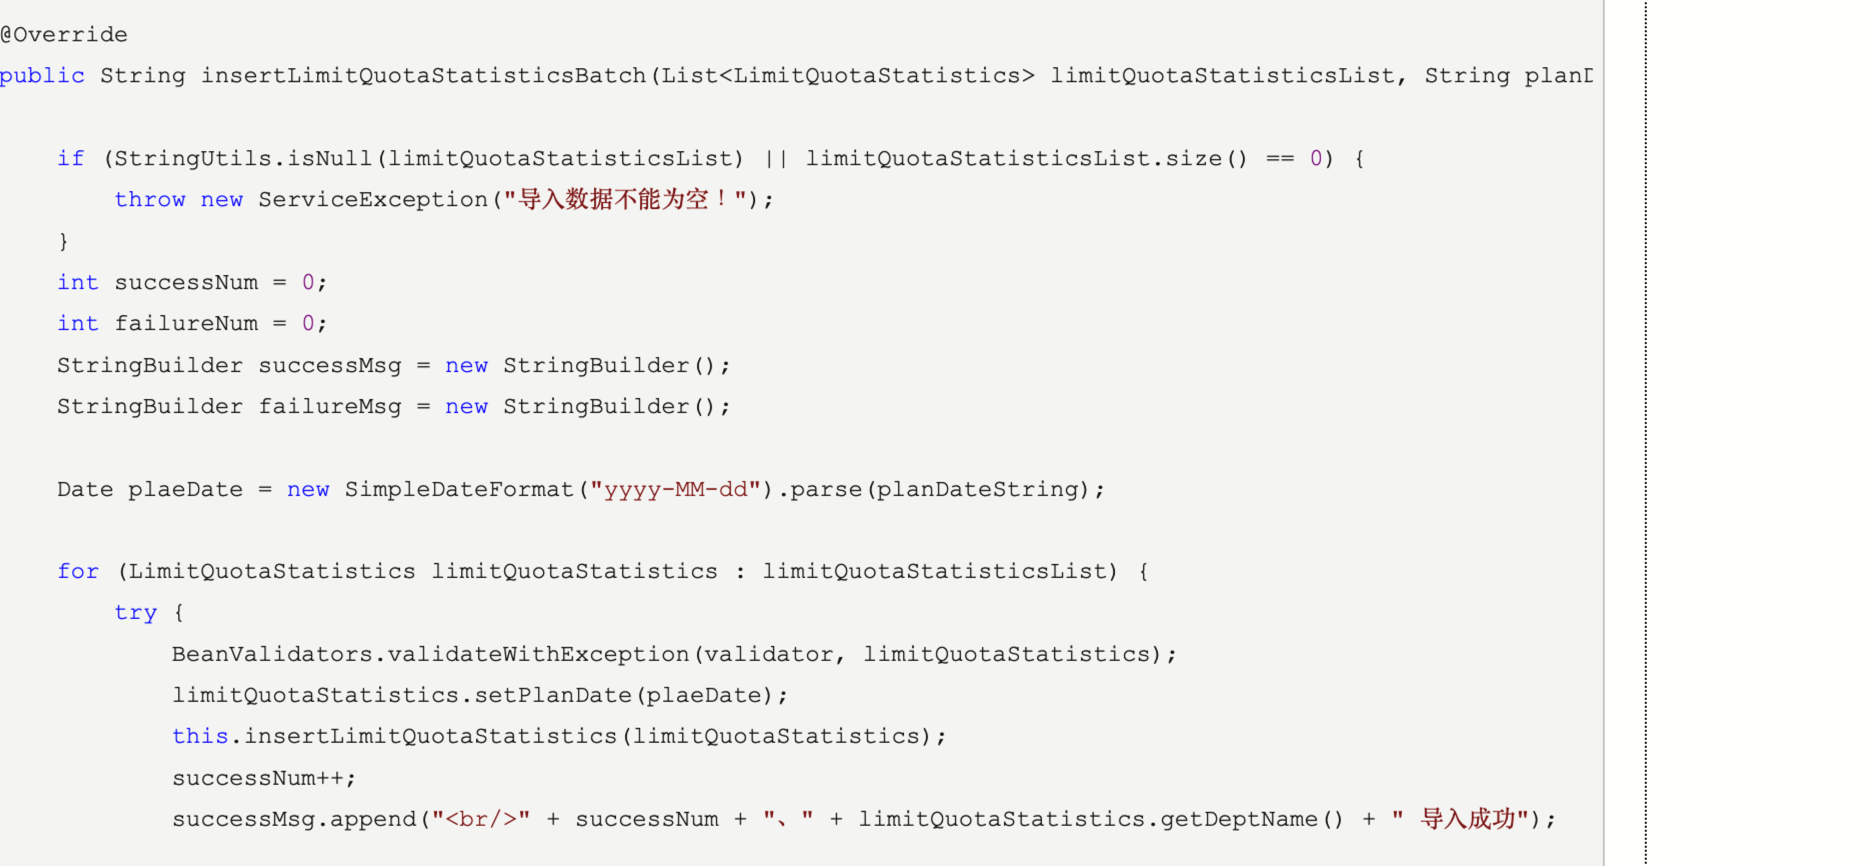 @Override
public String insertLimitQuotaStatisticsBatch(List<LimitQuotaStatistics> limitQuotaStatisticsList, String planD
if (StringUtils.isNull(limitQuotaStatisticsList) || limitQuotaStatisticsList.size() == 0) {
throw new ServiceException("导入数据不能为空！");
}
int successNum = 0;
int failureNum = 0;
StringBuilder successMsg = new StringBuilder();
StringBuilder failureMsg = new StringBuilder();
Date plaeDate = new SimpleDateFormat("yyyy-MM-dd").parse(planDateString);
for (LimitQuotaStatistics limitQuotaStatistics : limitQuotaStatisticsList) {
try {
BeanValidators.validateWithException(validator, limitQuotaStatistics);
limitQuotaStatistics.setPlanDate(plaeDate);
this.insertLimitQuotaStatistics(limitQuotaStatistics);
successNum++;
successMsg.append("<br/>" + successNum + "、" + limitQuotaStatistics.getDeptName() + " 导入成功");